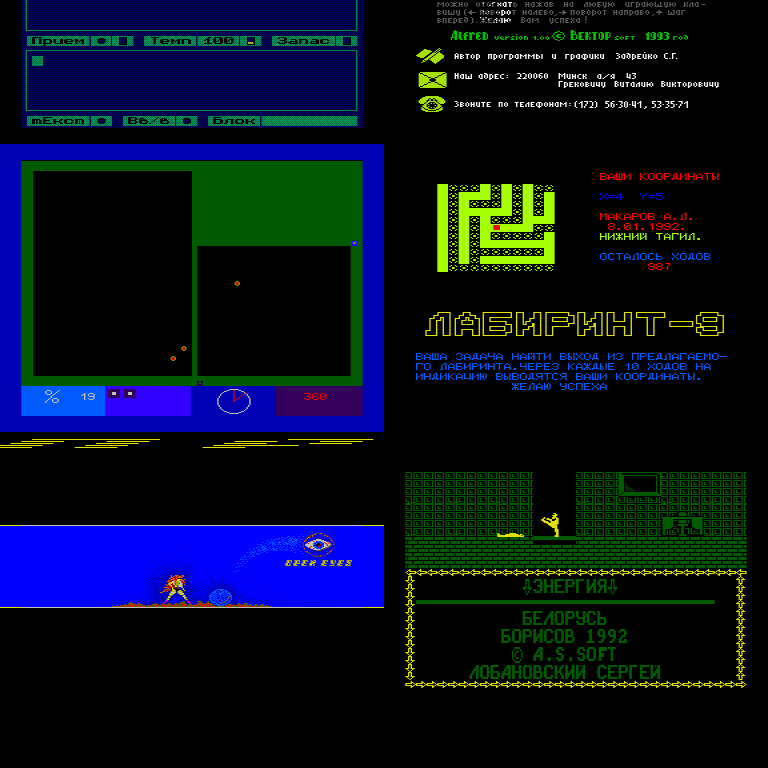 Прием
Темп 100
Запас
тЕксп
Вb/b
Блок
можно отогнать нажав на любую играющую кла-
вишу(← поворот налево,→ поворот направо,↑ шаг
вперед).Желаю Вам успеха!
Alfred version 1.00 © Вектор soft 1993 год
Автор программы и графики Задрейко С.Г.
Наш адрес: 220060 Минск а/я 43
Грековичу Виталию Викторовичу
Звоните по телефонам:(172) 56-30-41, 53-35-71
% 19
360
ВАШИ КООРДИНАТЫ
X=4 Y=5
МАКАРОВ А.Л.
8.01.1992.
НИЖНИЙ ТАГИЛ.
ОСТАЛОСЬ ХОДОВ
987
ЛАБИРИНТ-9
ВАША ЗАДАЧА НАЙТИ ВЫХОД ИЗ ПРЕДЛАГАЕМО-
ГО ЛАБИРИНТА.ЧЕРЕЗ КАЖДЫЕ 10 ХОДОВ НА
ИНДИКАЦИЮ ВЫВОДЯТСЯ ВАШИ КООРДИНАТЫ.
ЖЕЛАЮ УСПЕХА
OPEN EYES
⇩ЭНЕРГИЯ⇩
БЕЛОРУСЬ
БОРИСОВ 1992
© A.S.SOFT
ЛОБАНОВСКИЙ СЕРГЕЙ